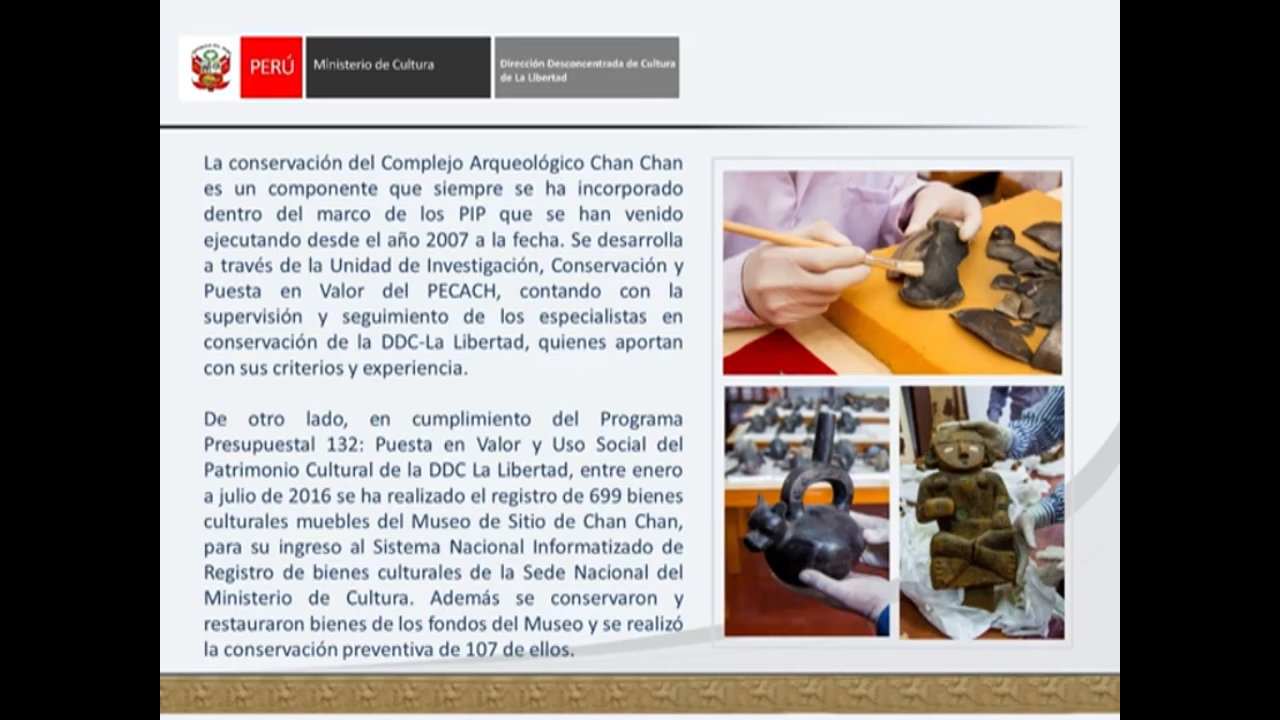 PERÚ
Ministerio de Cultura
Dirección Desconcentrada de Cultura
de La Libertad
La conservación del Complejo Arqueológico Chan Chan
es un componente que siempre se ha incorporado
dentro del marco de los PIP que se han venido
ejecutando desde el año 2007 a la fecha. Se desarrolla
a través de la Unidad de Investigación, Conservación y
Puesta en Valor del PECACH, contando con la
supervisión y seguimiento de los especialistas en
conservación de la DDC-La Libertad, quienes aportan
con sus criterios y experiencia.
De otro lado, en cumplimiento del Programa
Presupuestal 132: Puesta en Valor y Uso Social del
Patrimonio Cultural de la DDC La Libertad, entre enero
a julio de 2016 se ha realizado el registro de 699 bienes
culturales muebles del Museo de Sitio de Chan Chan,
para su ingreso al Sistema Nacional Informatizado de
Registro de bienes culturales de la Sede Nacional del
Ministerio de Cultura. Además se conservaron y
restauraron bienes de los fondos del Museo y se realizó
la conservación preventiva de 107 de ellos.